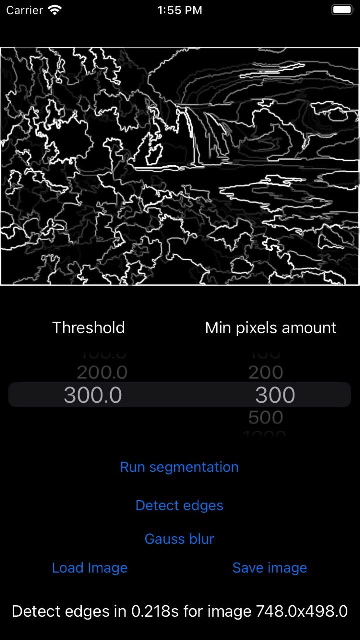 Carrier 1:55 PM
Threshold Min pixels amount
100.0 100
200.0 200
300.0 300
500
1000
Run segmentation
Detect edges
Gauss blur
Load Image Save image
Detect edges in 0.218s for image 748.0x498.0